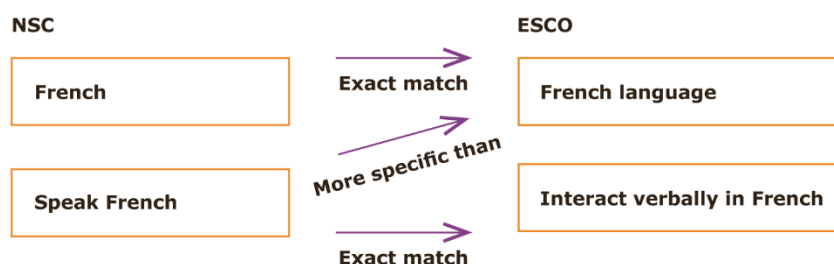 NSC
ESCO
French
Exact match
French language
More specific than
Speak French
Interact verbally in French
Exact match